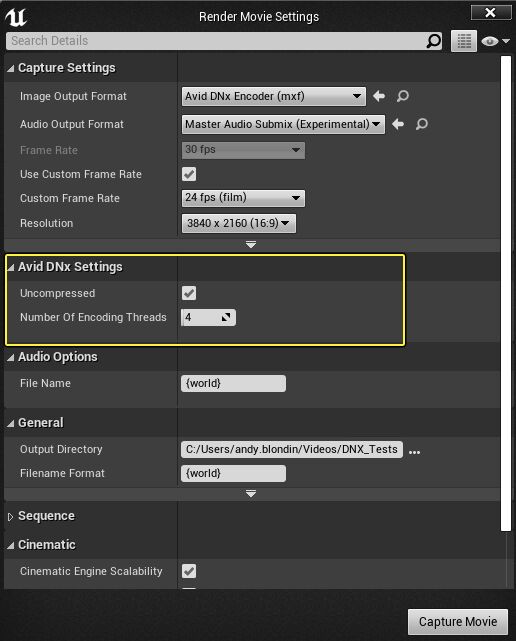 Render Movie Settings
Search Details
Capture Settings
Image Output Format Avid DNx Encoder (mxf)
Audio Output Format Master Audio Submix (Experimental)
Frame Rate 30 fps
Use Custom Frame Rate
Custom Frame Rate 24 fps (film)
Resolution 3840 x 2160 (16:9)
Avid DNx Settings
Uncompressed
Number Of Encoding Threads 4
Audio Options
File Name {world}
General
Output Directory C:/Users/andy.blondin/Videos/DNX_Tests ...
Filename Format {world}
Sequence
Cinematic
Cinematic Engine Scalability
Capture Movie